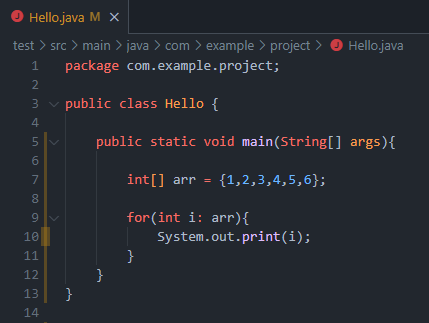 Hello.java M ×
test > src > main > java > com > example > project > Hello.java
1 package com.example.project;
2
3 public class Hello {
4
5 public static void main(String[] args){
6
7 int[] arr = {1,2,3,4,5,6};
8
9 for(int i: arr){
10 System.out.print(i);
11 }
12 }
13 }
14